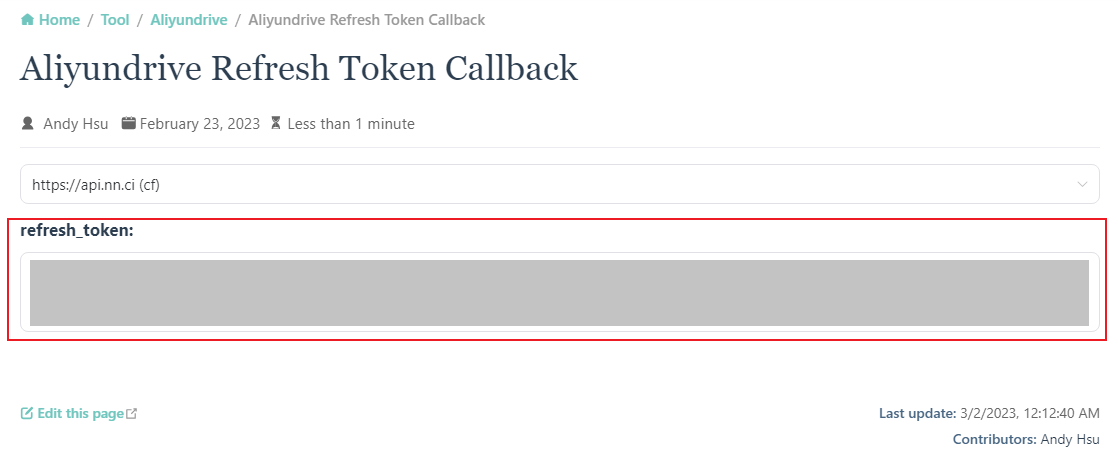 Home / Tool / Aliyundrive / Aliyundrive Refresh Token Callback
Aliyundrive Refresh Token Callback
Andy Hsu February 23, 2023 Less than 1 minute
https://api.nn.ci (cf)
refresh_token:
Edit this page
Last update: 3/2/2023, 12:12:40 AM
Contributors: Andy Hsu